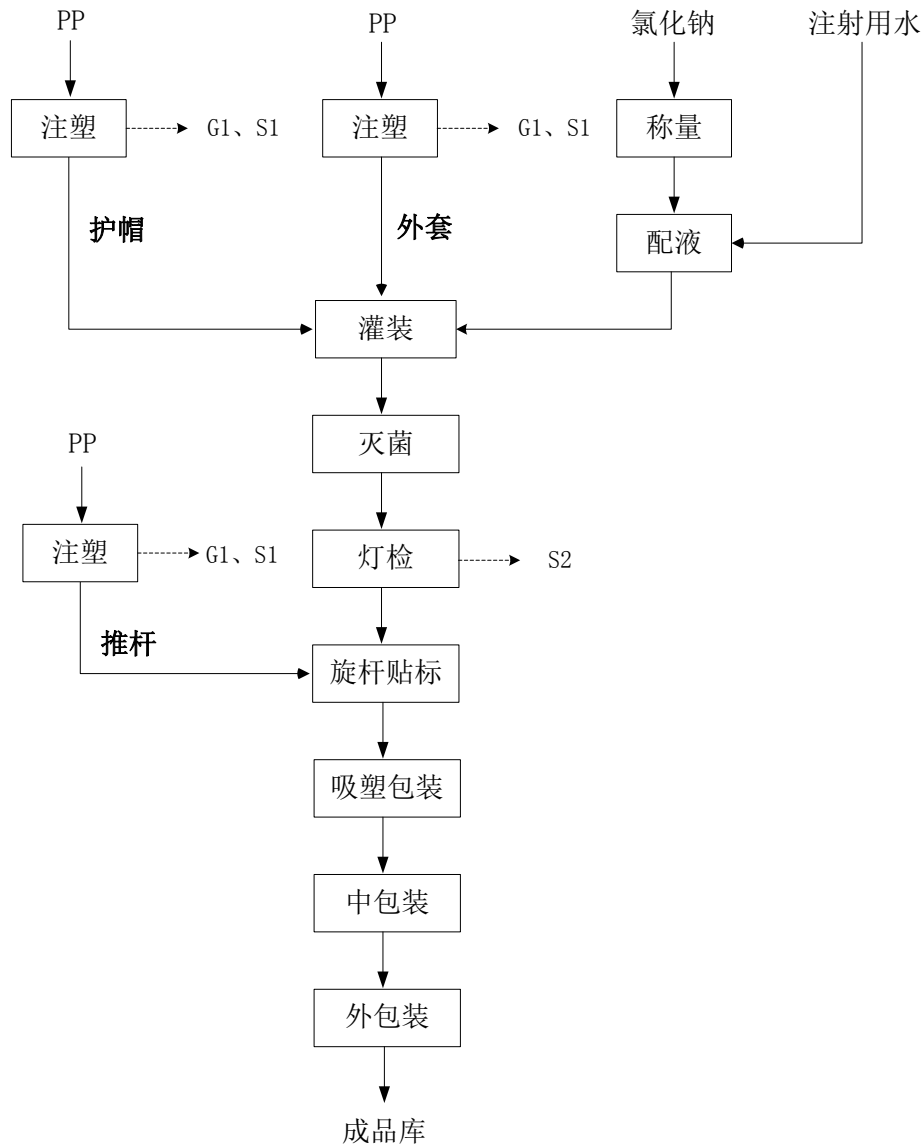 PP
PP
氯化钠
注射用水
注塑
G1、S1
注塑
G1、S1
称量
护帽
外套
配液
灌装
灭菌
PP
注塑
G1、S1
灯检
S2
推杆
旋杆贴标
吸塑包装
中包装
外包装
成品库